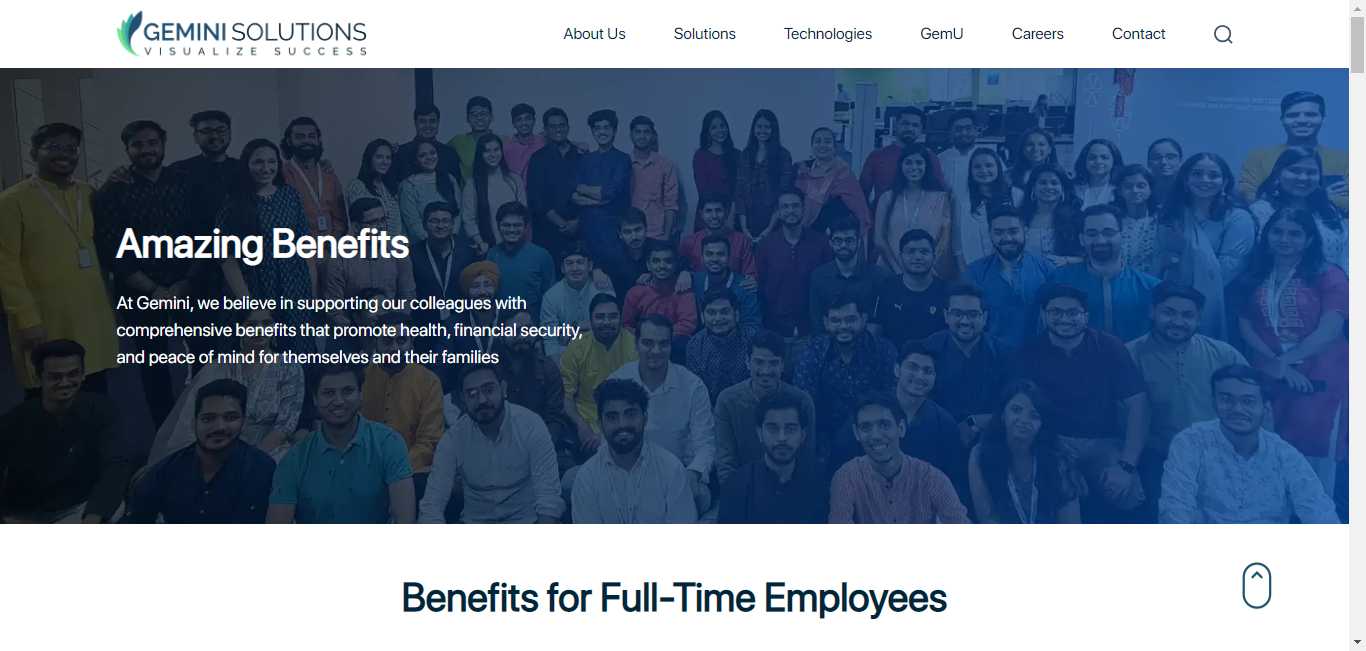 GEMINI SOLUTIONS
VISUALIZE SUCCESS
About Us
Solutions
Technologies
GemU
Careers
Contact
Amazing Benefits
At Gemini, we believe in supporting our colleagues with
comprehensive benefits that promote health, financial security,
and peace of mind for themselves and their families
Benefits for Full-Time Employees